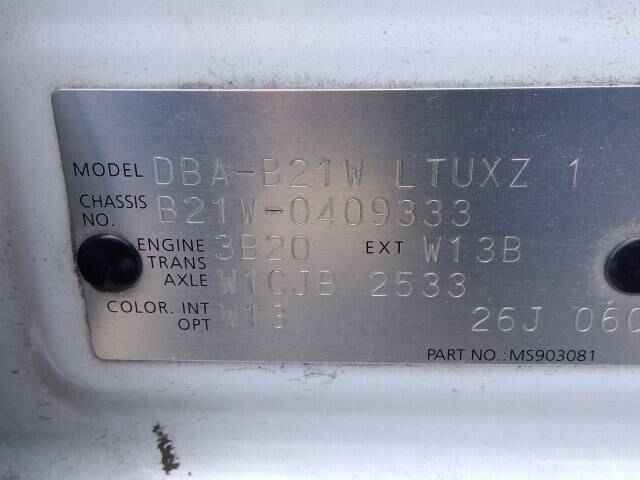 MODEL DBA-B21W LTUXZ 1
CHASSIS NO. B21W-0409333
ENGINE 3B20 EXT W13B
TRANS AXLE W1CJB 2533
COLOR. INT OPT W13 26J 060
PART NO.:MS903081